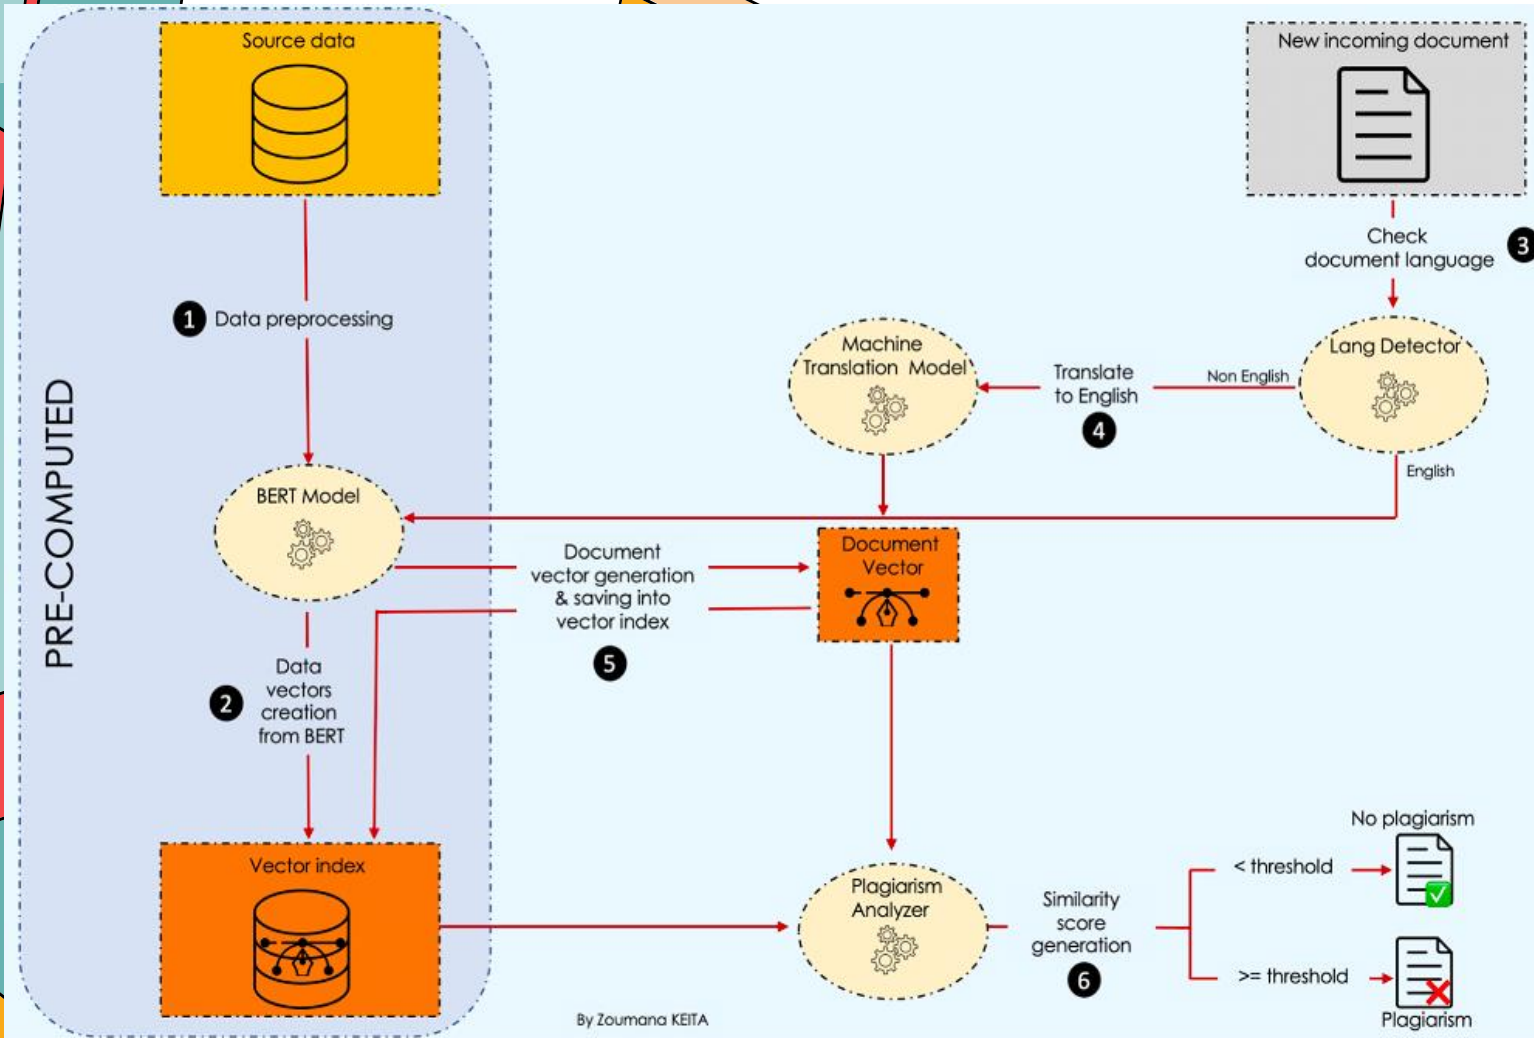 Source data
New incoming document
Check
document language
3
1
Data preprocessing
Machine
Translation Model
Translate
to English
4
Non English
Lang Detector
English
PRE-COMPUTED
BERT Model
Document
vector generation
& saving into
vector index
5
Document
Vector
2
Data
vectors
creation
from BERT
Vector index
Plagiarism
Analyzer
Similarity
score
generation
6
No plagiarism
< threshold
>= threshold
Plagiarism
By Zoumana KEITA